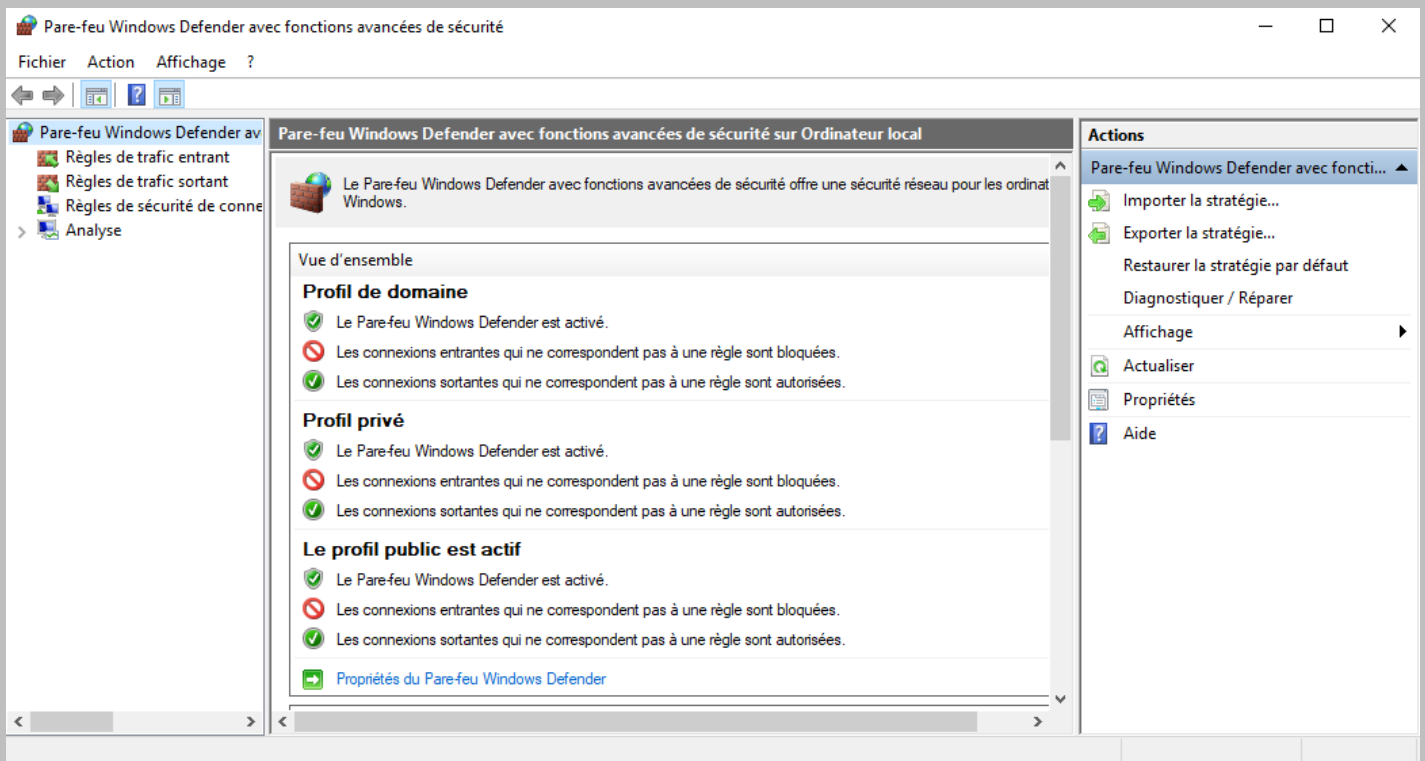 Pare-feu Windows Defender avec fonctions avancées de sécurité
Fichier Action Affichage ?
Pare-feu Windows Defender av
Règles de trafic entrant
Règles de trafic sortant
Règles de sécurité de conne
Analyse
Pare-feu Windows Defender avec fonctions avancées de sécurité sur Ordinateur local
Le Pare-feu Windows Defender avec fonctions avancées de sécurité offre une sécurité réseau pour les ordinat
Windows.
Vue d'ensemble
Profil de domaine
Le Pare-feu Windows Defender est activé.
Les connexions entrantes qui ne correspondent pas à une règle sont bloquées.
Les connexions sortantes qui ne correspondent pas à une règle sont autorisées.
Profil privé
Le Pare-feu Windows Defender est activé.
Les connexions entrantes qui ne correspondent pas à une règle sont bloquées.
Les connexions sortantes qui ne correspondent pas à une règle sont autorisées.
Le profil public est actif
Le Pare-feu Windows Defender est activé.
Les connexions entrantes qui ne correspondent pas à une règle sont bloquées.
Les connexions sortantes qui ne correspondent pas à une règle sont autorisées.
Propriétés du Pare-feu Windows Defender
Actions
Pare-feu Windows Defender avec foncti...
Importer la stratégie...
Exporter la stratégie...
Restaurer la stratégie par défaut
Diagnostiquer / Réparer
Affichage
Actualiser
Propriétés
Aide